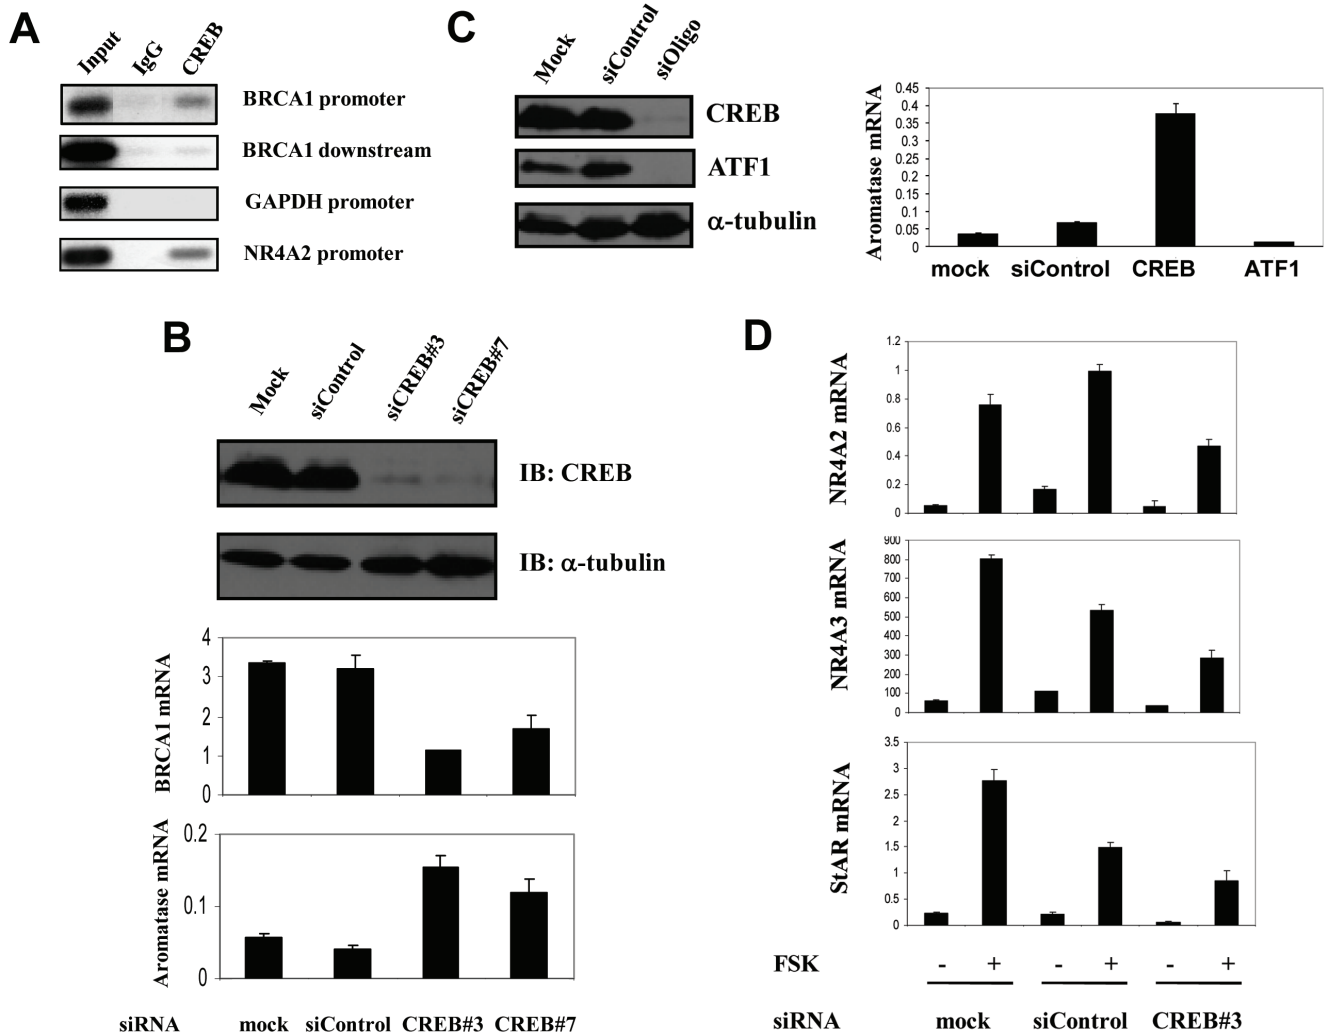 A
Input
IgG
CREB
BRCA1 promoter
BRCA1 downstream
GAPDH promoter
NR4A2 promoter
C
Mock
siControl
siOligo
CREB
ATF1
α-tubulin
Aromatase mRNA
0.45
0.4
0.35
0.3
0.25
0.2
0.15
0.1
0.05
0
mock siControl CREB ATF1
B
Mock
siControl
siCREB#3
siCREB#7
IB: CREB
IB: α-tubulin
BRCA1 mRNA
4
3
2
1
0
Aromatase mRNA
0.2
0.1
0
siRNA mock siControl CREB#3 CREB#7
D
NR4A2 mRNA
1.2
1
0.8
0.6
0.4
0.2
0
NR4A3 mRNA
900
800
700
600
500
400
300
200
100
0
StAR mRNA
3.5
3
2.5
2
1.5
1
0.5
0
FSK - + - + - +
siRNA mock siControl CREB#3